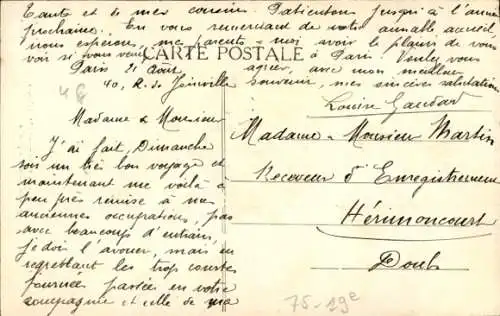 Paris 21 Août
40, R. de Joinville
Madame & Monsieur
J'ai fait, Dimanche
soir un très bon voyage et
maintenant me voilà à
peu près remise à mes
anciennes occupations, pas
avec beaucoup d'entrain,
je dois l'avouer, mais en
regrettant les trop courtes
journées passées en votre
compagnie et celle de ma
Tante et de mes cousins. Patientons jusqu'à l'année
prochaine. En vous remerciant de votre aimable accueil,
nous espérons, mes parents & moi avoir le plaisir de vous
voir si vous venez à Paris. Veuillez vous
agréer, avec mon meilleur
souvenir, mes sincères salutations
Louise Gaudard
CARTE POSTALE
Madame & Monsieur Martin
Receveur d'Enregistrement
Hérimoncourt
Doubs
75-19e